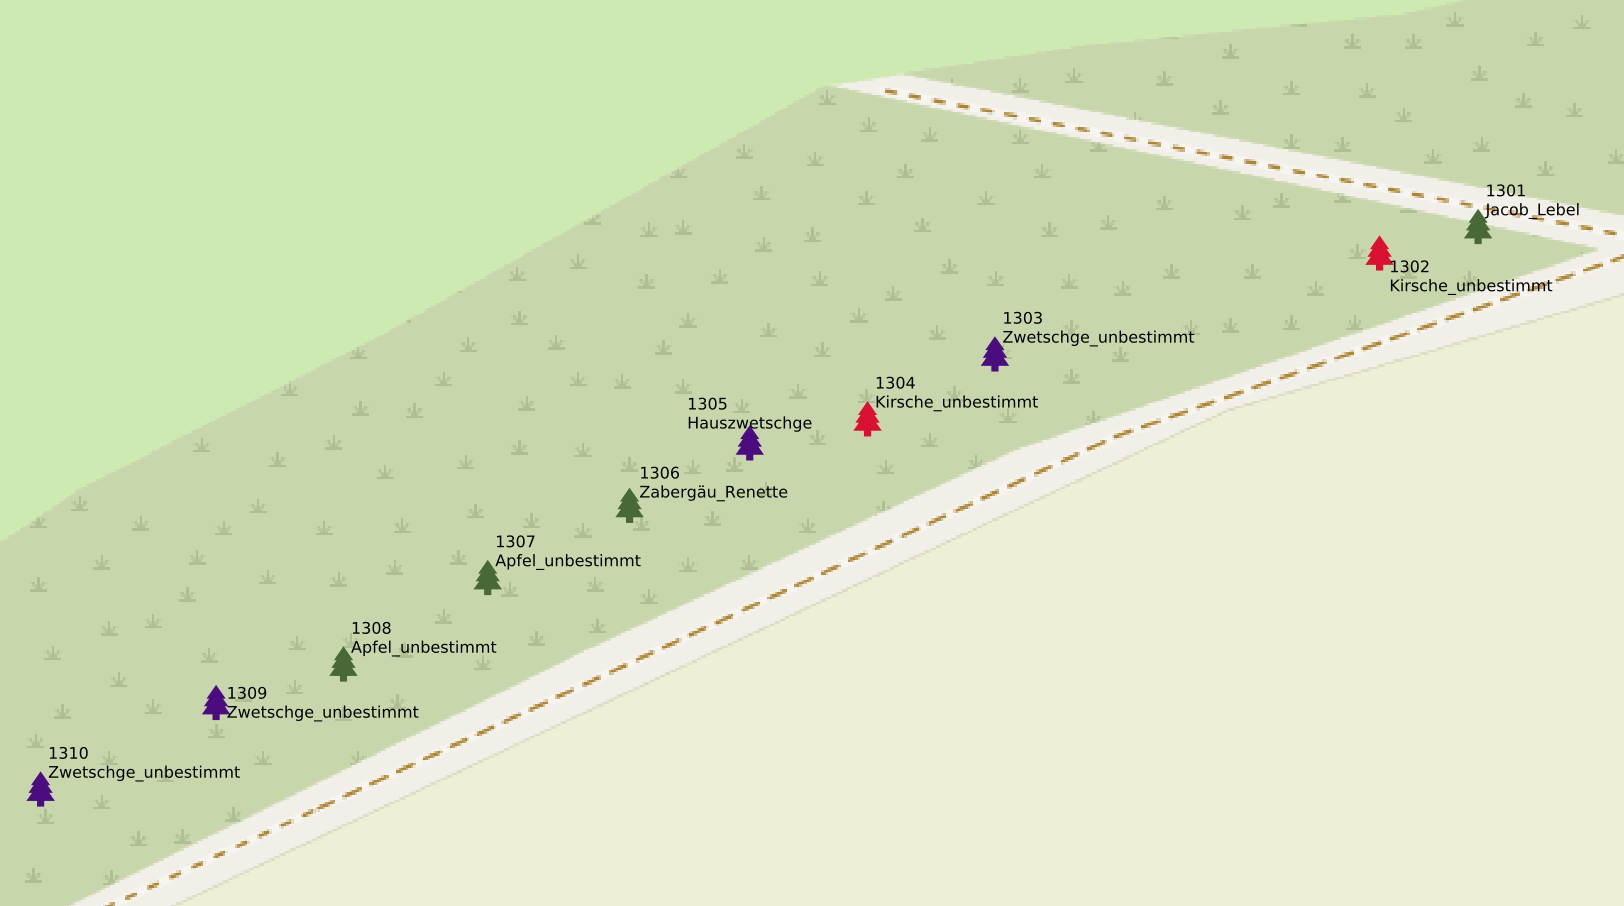 1301
Jacob_Lebel
1302
Kirsche_unbestimmt
1303
Zwetschge_unbestimmt
1304
Kirsche_unbestimmt
1305
Hauszwetschge
1306
Zabergäu_Renette
1307
Apfel_unbestimmt
1308
Apfel_unbestimmt
1309
Zwetschge_unbestimmt
1310
Zwetschge_unbestimmt